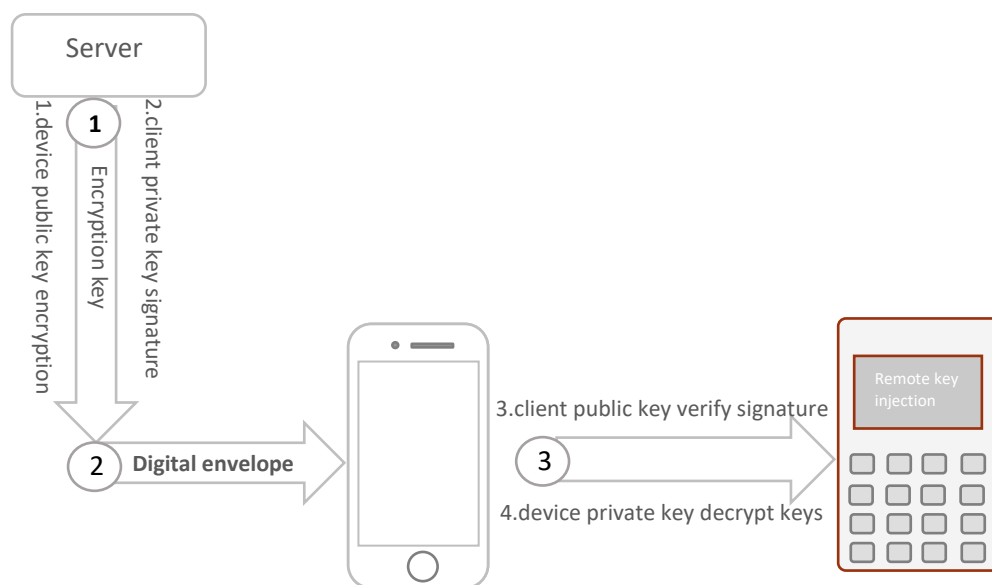 Server
1
1.device public key encryption
Encryption key
2.client private key signature
2
Digital envelope
3.client public key verify signature
3
4.device private key decrypt keys
Remote key
injection